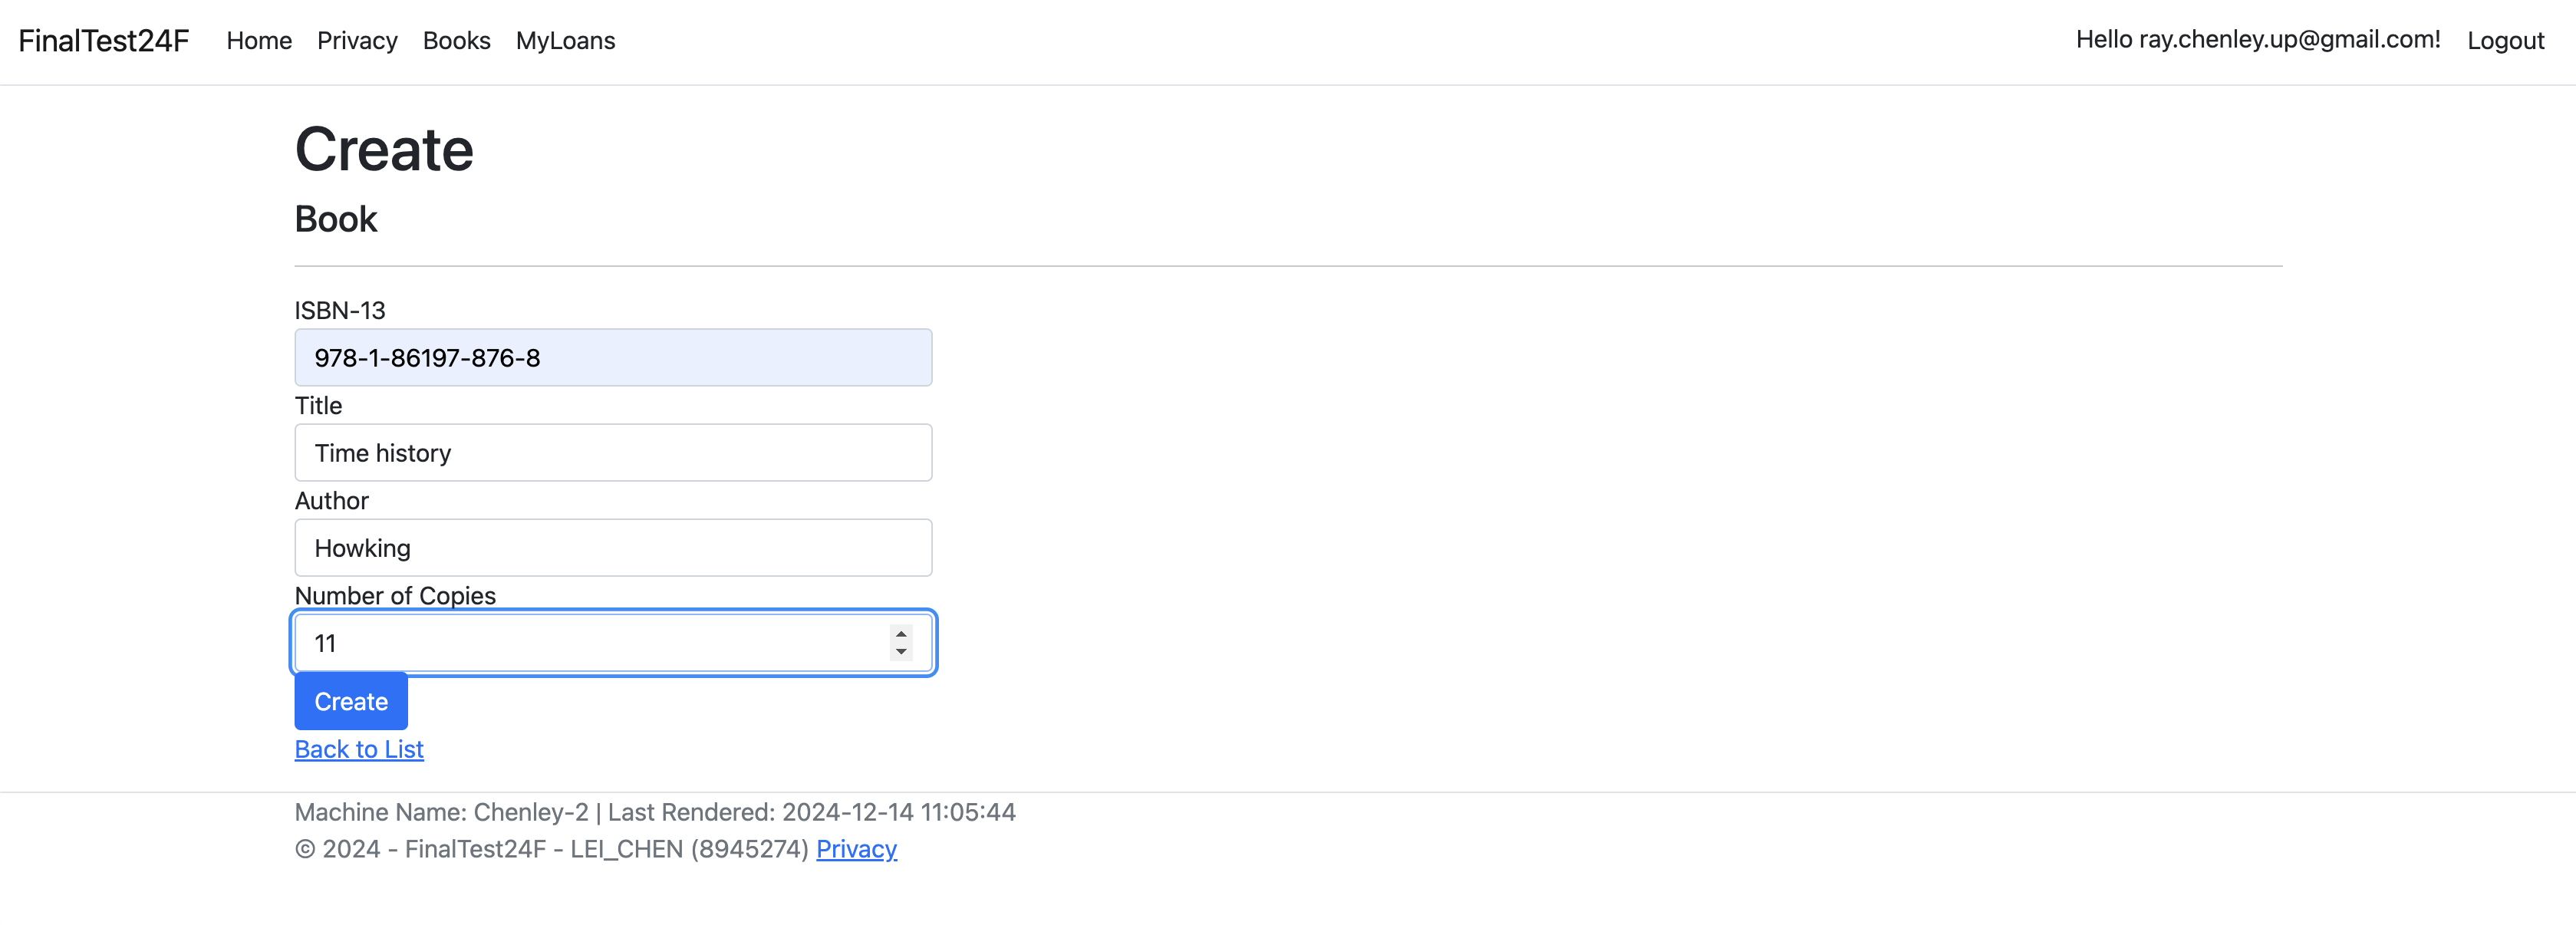 FinalTest24F Home Privacy Books MyLoans Hello ray.chenley.up@gmail.com! Logout
Create
Book
ISBN-13
978-1-86197-876-8
Title
Time history
Author
Howking
Number of Copies
11
Create
Back to List
Machine Name: Chenley-2 | Last Rendered: 2024-12-14 11:05:44
© 2024 - FinalTest24F - LEI_CHEN (8945274) Privacy